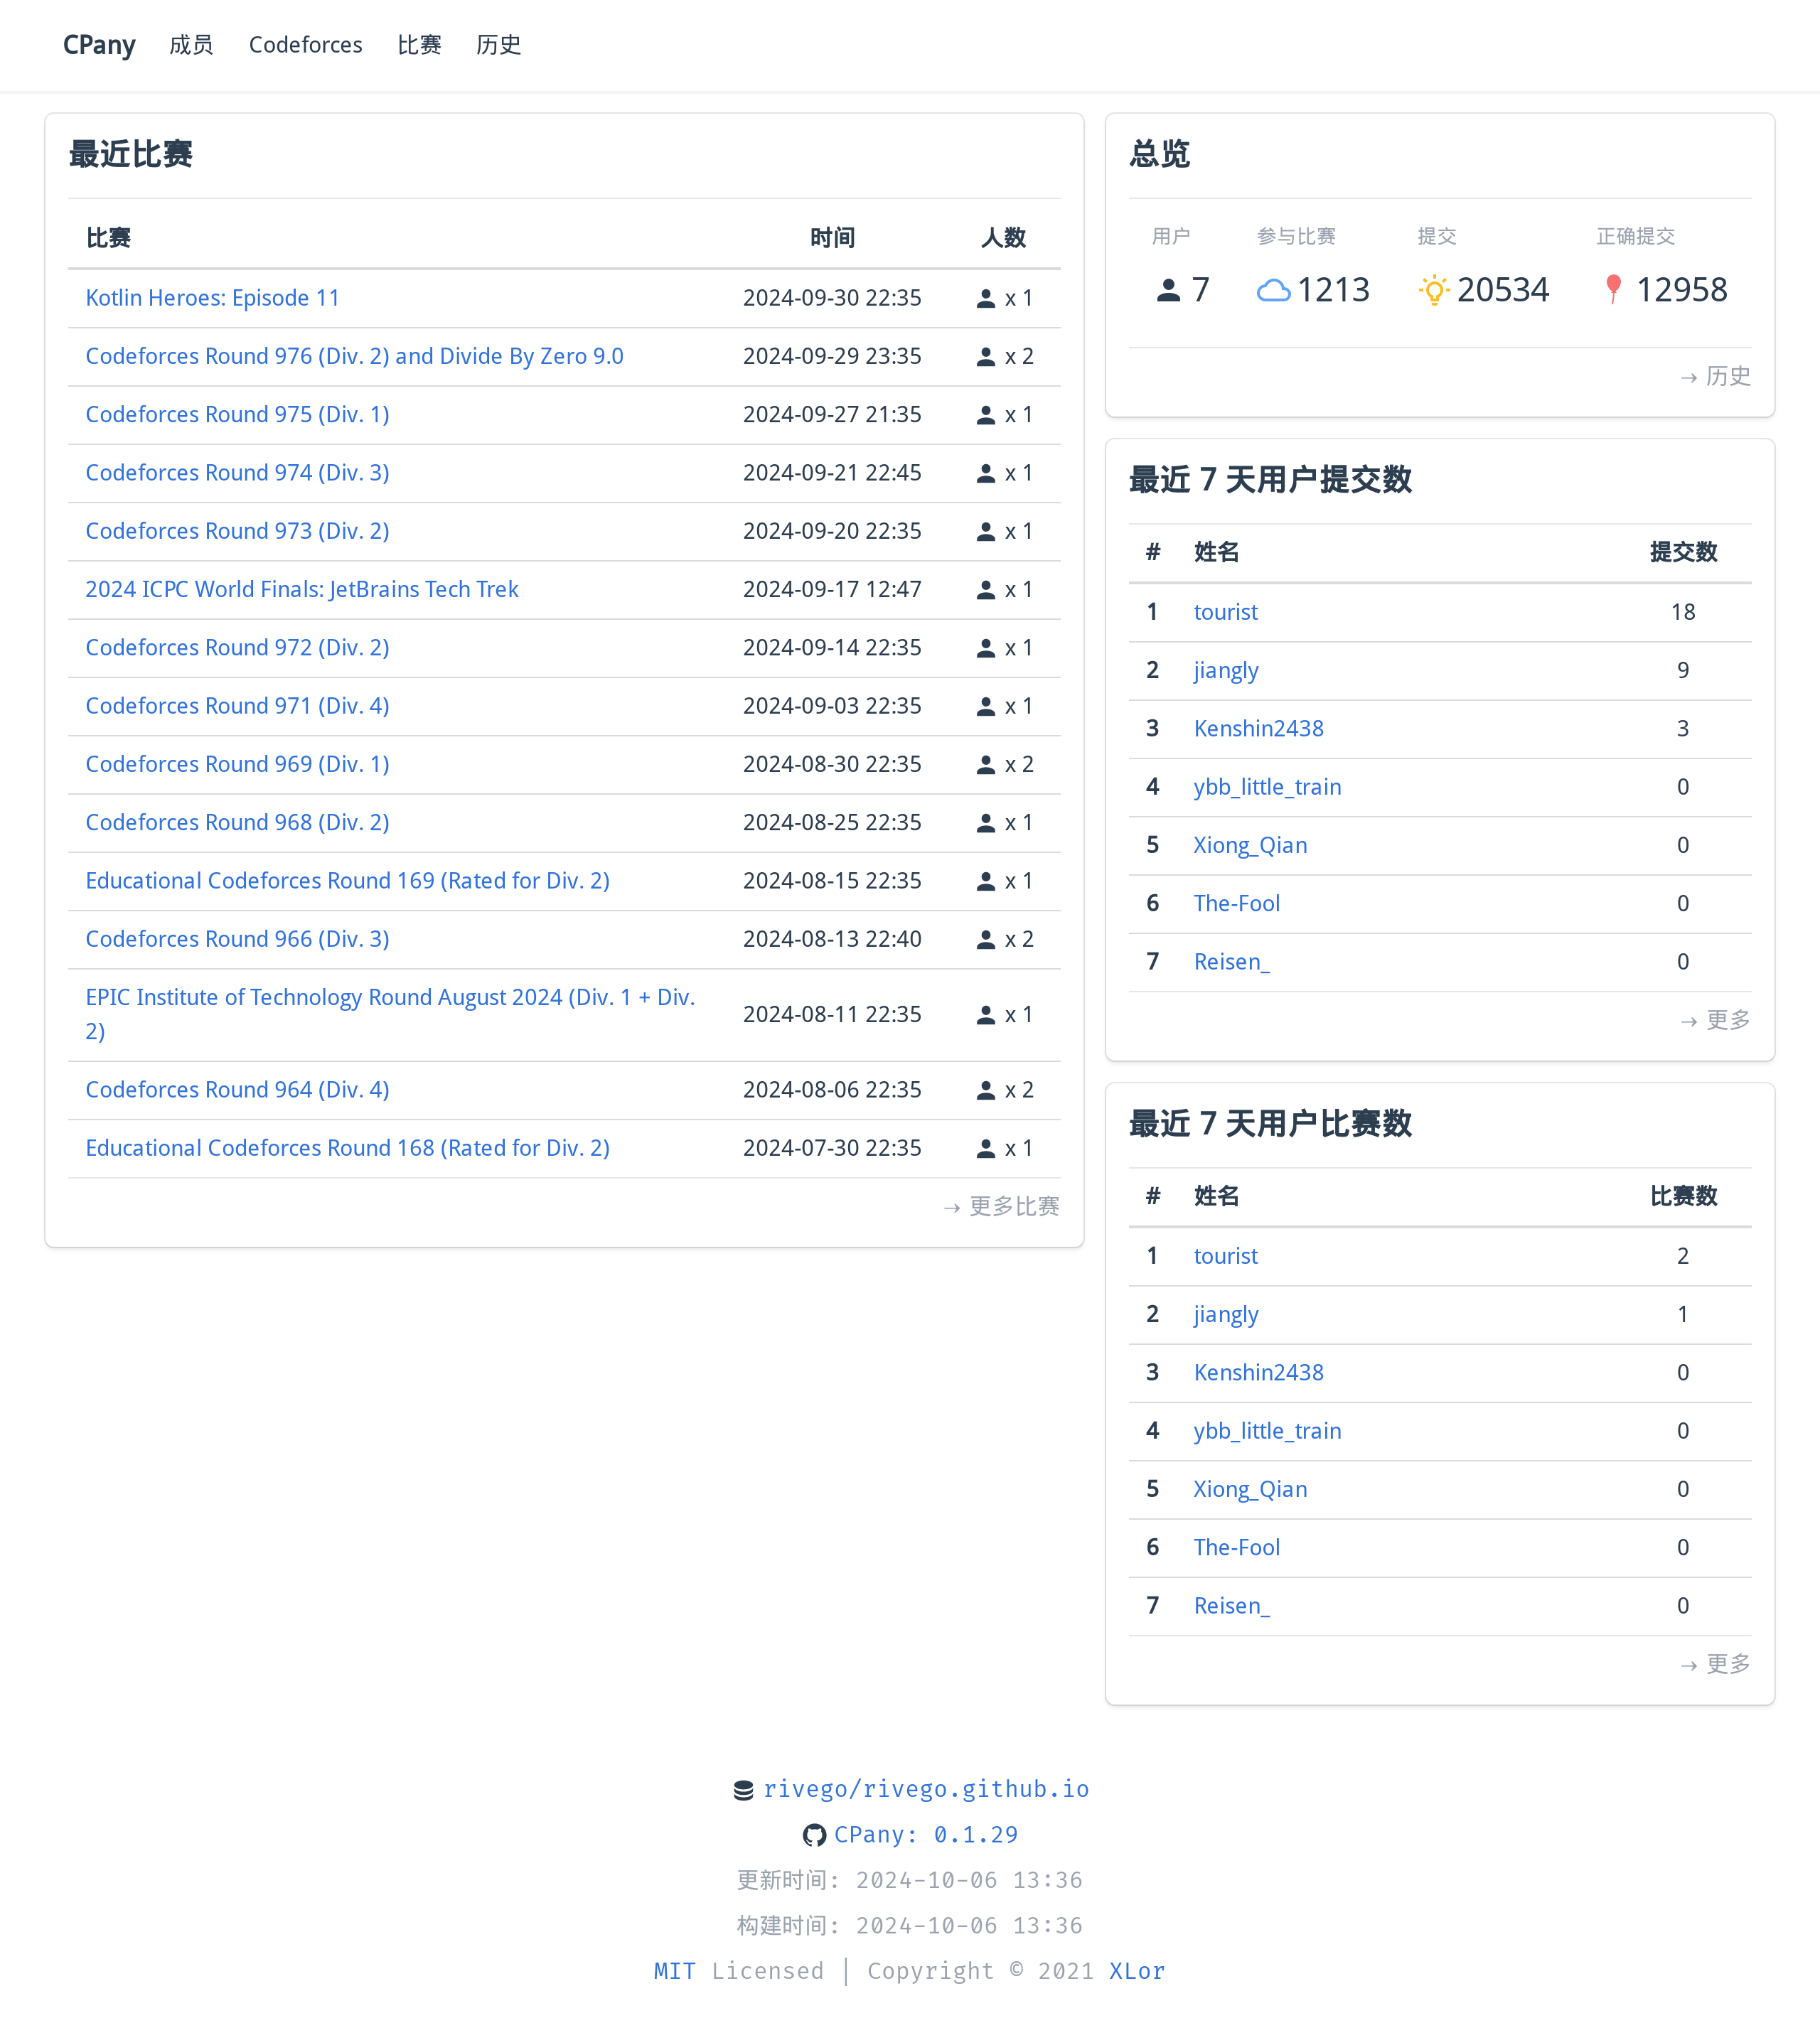 CPany 成员 Codeforces 比赛 历史
最近比赛
比赛 时间 人数
Kotlin Heroes: Episode 11 2024-09-30 22:35 x 1
Codeforces Round 976 (Div. 2) and Divide By Zero 9.0 2024-09-29 23:35 x 2
Codeforces Round 975 (Div. 1) 2024-09-27 21:35 x 1
Codeforces Round 974 (Div. 3) 2024-09-21 22:45 x 1
Codeforces Round 973 (Div. 2) 2024-09-20 22:35 x 1
2024 ICPC World Finals: JetBrains Tech Trek 2024-09-17 12:47 x 1
Codeforces Round 972 (Div. 2) 2024-09-14 22:35 x 1
Codeforces Round 971 (Div. 4) 2024-09-03 22:35 x 1
Codeforces Round 969 (Div. 1) 2024-08-30 22:35 x 2
Codeforces Round 968 (Div. 2) 2024-08-25 22:35 x 1
Educational Codeforces Round 169 (Rated for Div. 2) 2024-08-15 22:35 x 1
Codeforces Round 966 (Div. 3) 2024-08-13 22:40 x 2
EPIC Institute of Technology Round August 2024 (Div. 1 + Div.
2) 2024-08-11 22:35 x 1
Codeforces Round 964 (Div. 4) 2024-08-06 22:35 x 2
Educational Codeforces Round 168 (Rated for Div. 2) 2024-07-30 22:35 x 1
→ 更多比赛
总览
用户 参与比赛 提交 正确提交
7 1213 20534 12958
→ 历史
最近 7 天用户提交数
# 姓名 提交数
1 tourist 18
2 jiangly 9
3 Kenshin2438 3
4 ybb_little_train 0
5 Xiong_Qian 0
6 The-Fool 0
7 Reisen_ 0
→ 更多
最近 7 天用户比赛数
# 姓名 比赛数
1 tourist 2
2 jiangly 1
3 Kenshin2438 0
4 ybb_little_train 0
5 Xiong_Qian 0
6 The-Fool 0
7 Reisen_ 0
→ 更多
rivego/rivego.github.io
CPany: 0.1.29
更新时间: 2024-10-06 13:36
构建时间: 2024-10-06 13:36
MIT Licensed | Copyright © 2021 XLor